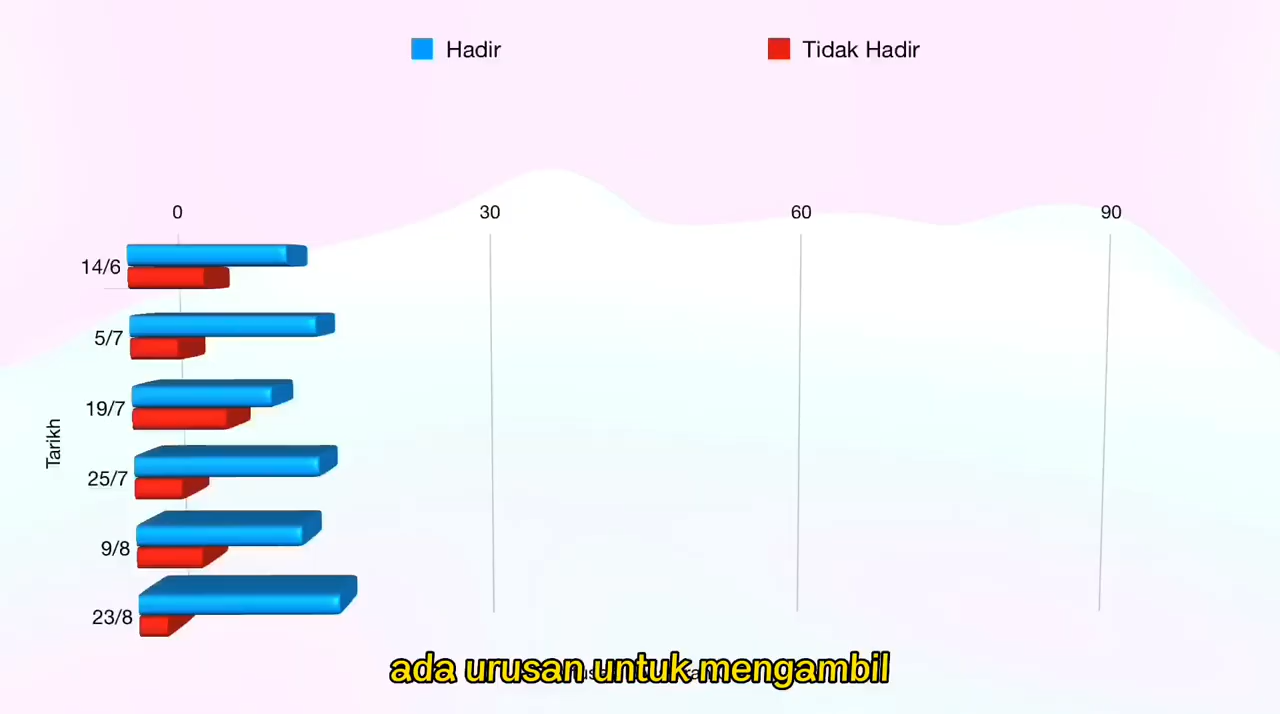 Hadir
Tidak Hadir
0
30
60
90
14/6
5/7
19/7
25/7
9/8
23/8
Tarikh
ada urusan untuk mengambil